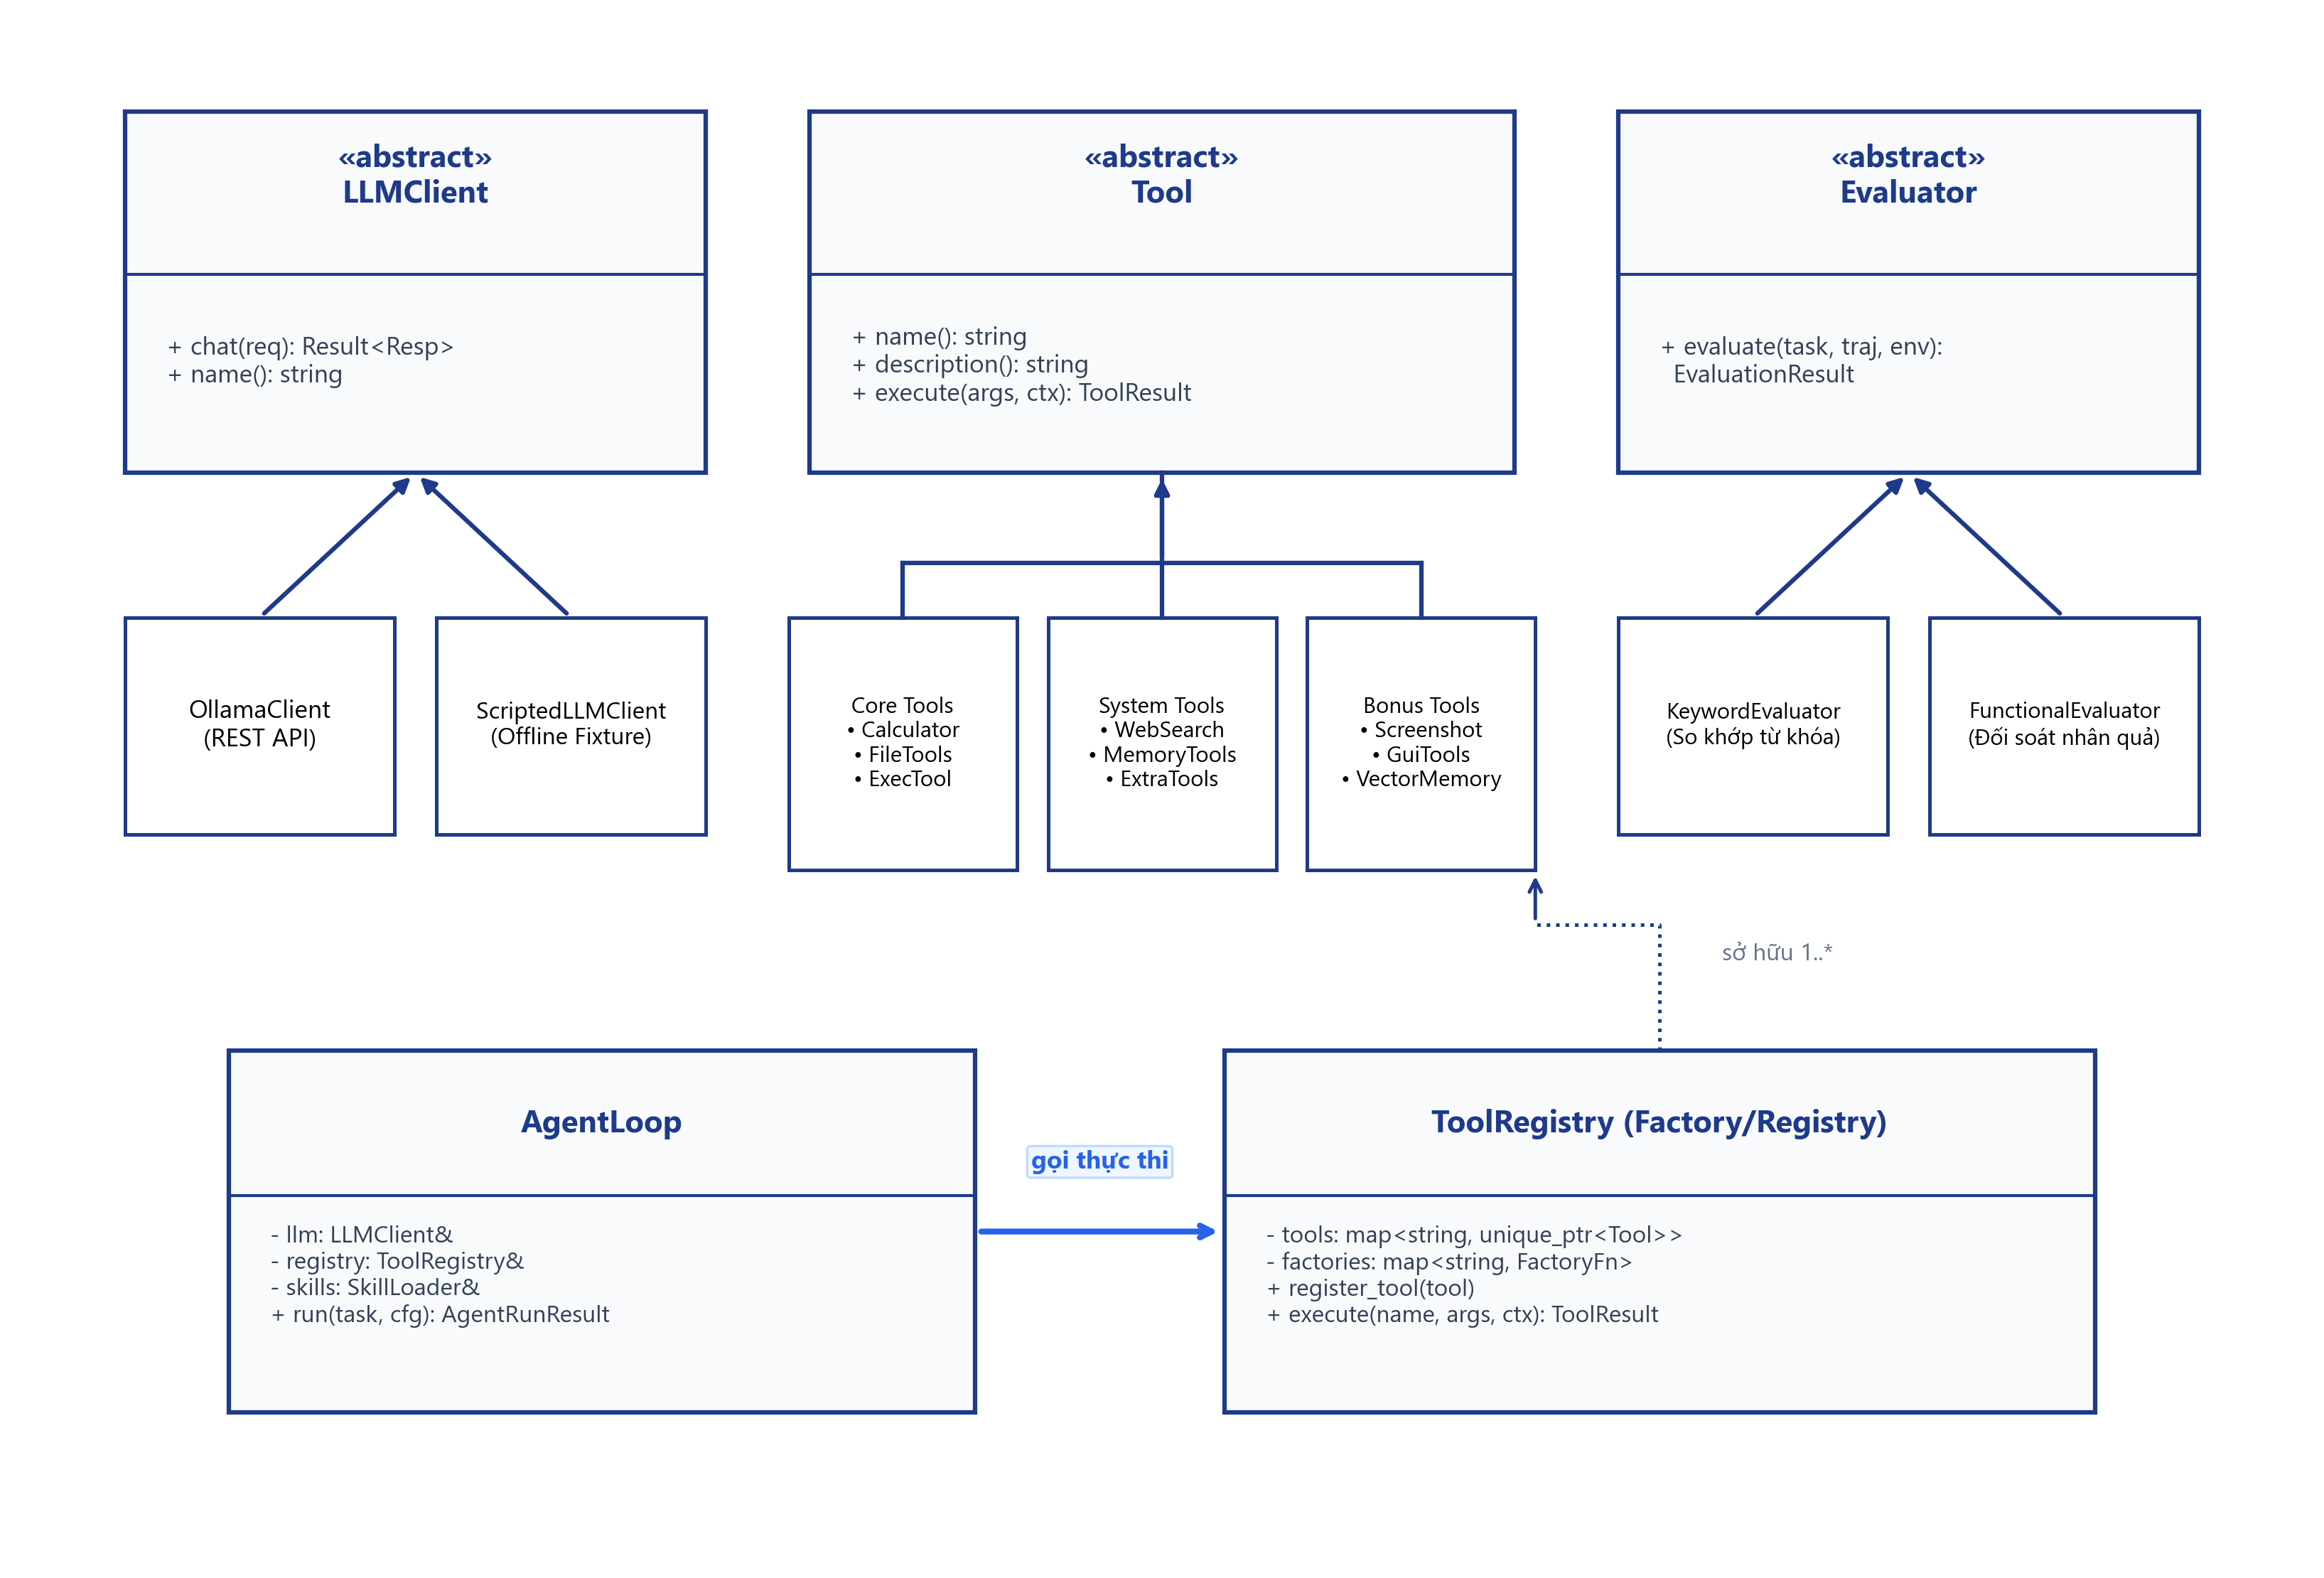 «abstract»
LLMClient
+ chat(req): Result<Resp>
+ name(): string
«abstract»
Tool
+ name(): string
+ description(): string
+ execute(args, ctx): ToolResult
«abstract»
Evaluator
+ evaluate(task, traj, env):
EvaluationResult
OllamaClient
(REST API)
ScriptedLLMClient
(Offline Fixture)
Core Tools
• Calculator
• FileTools
• ExecTool
System Tools
• WebSearch
• MemoryTools
• ExtraTools
Bonus Tools
• Screenshot
• GuiTools
• VectorMemory
KeywordEvaluator
(So khớp từ khóa)
FunctionalEvaluator
(Đối soát nhân quả)
sở hữu 1..*
AgentLoop
- llm: LLMClient&
- registry: ToolRegistry&
- skills: SkillLoader&
+ run(task, cfg): AgentRunResult
gọi thực thi
ToolRegistry (Factory/Registry)
- tools: map<string, unique_ptr<Tool>>
- factories: map<string, FactoryFn>
+ register_tool(tool)
+ execute(name, args, ctx): ToolResult